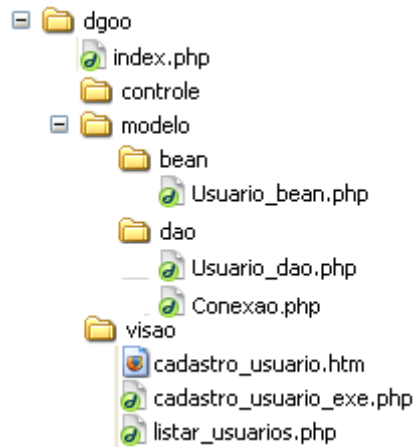 dgoo
index.php
controle
modelo
bean
Usuario_bean.php
dao
Usuario_dao.php
Conexao.php
visao
cadastro_usuario.htm
cadastro_usuario_exe.php
listar_usuarios.php